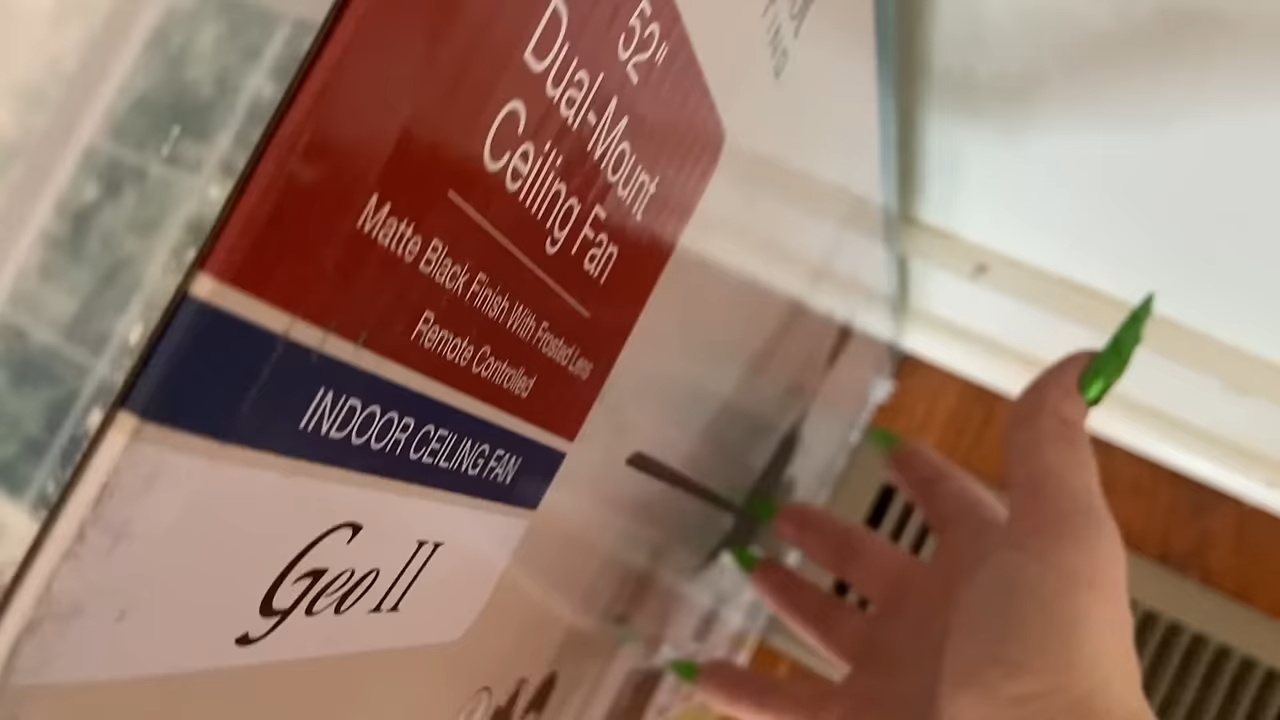 52"
Dual-Mount
Ceiling Fan
Matte Black Finish With Frosted Lens
Remote Controlled
INDOOR CEILING FAN
Geo II